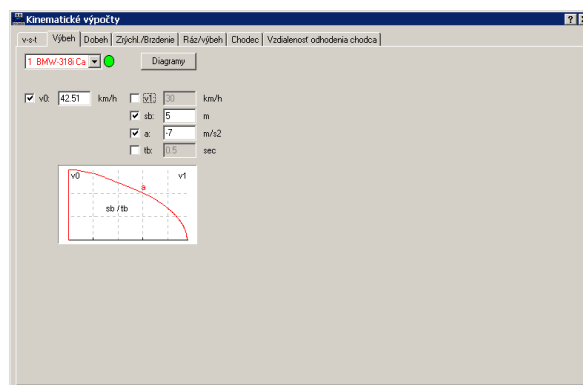 Kinematické výpočty
v-s-t Výbeh Dobeh Zrýchl./Brzdenie Ráz/výbeh Chodec Vzdialenosť odhodenia chodca
1 BMW-318i Ca Diagramy
v0: 42.51 km/h v1: 30 km/h
sb: 5 m
a: -7 m/s2
tb: 0.5 sec
v0 v1
a
sb / tb